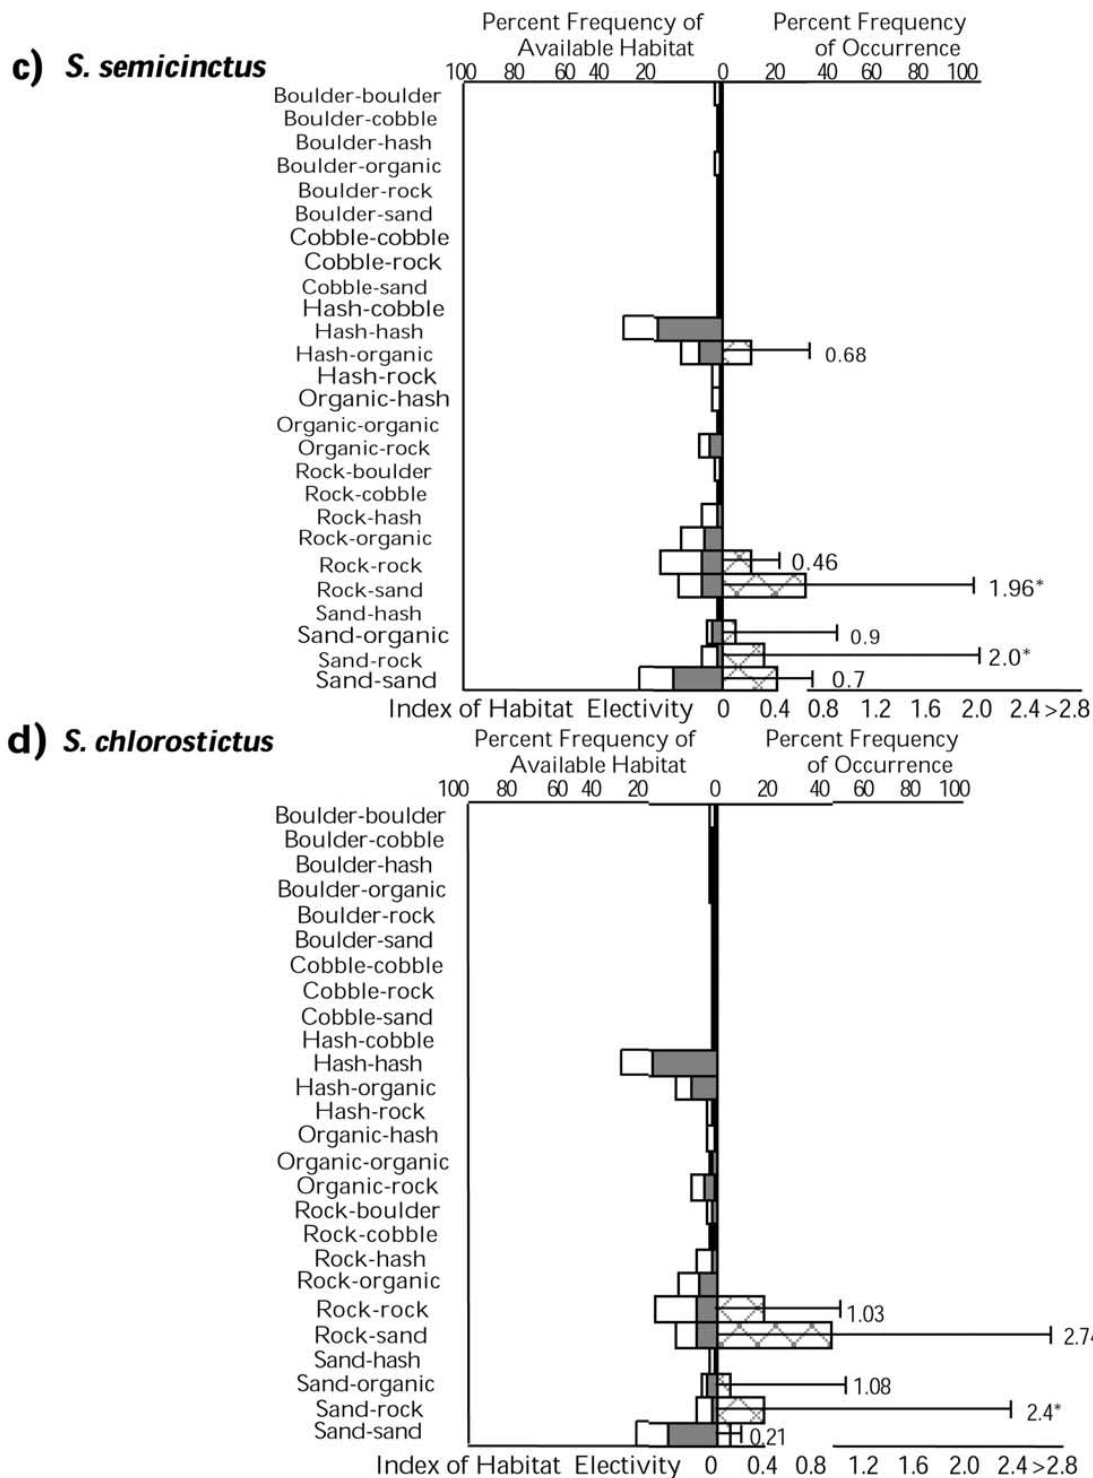 Percent Frequency of Available Habitat
Percent Frequency of Occurrence
c) S. semicinctus
100 80 60 40 20 0 20 40 60 80 100
Boulder-boulder
Boulder-cobble
Boulder-hash
Boulder-organic
Boulder-rock
Boulder-sand
Cobble-cobble
Cobble-rock
Cobble-sand
Hash-cobble
Hash-hash
Hash-organic 0.68
Hash-rock
Organic-hash
Organic-organic
Organic-rock
Rock-boulder
Rock-cobble
Rock-hash
Rock-organic
Rock-rock 0.46
Rock-sand 1.96*
Sand-hash
Sand-organic 0.9
Sand-rock 2.0*
Sand-sand 0.7
Index of Habitat Electivity 0 0.4 0.8 1.2 1.6 2.0 2.4 >2.8
d) S. chlorostictus
Percent Frequency of Available Habitat
Percent Frequency of Occurrence
100 80 60 40 20 0 20 40 60 80 100
Boulder-boulder
Boulder-cobble
Boulder-hash
Boulder-organic
Boulder-rock
Boulder-sand
Cobble-cobble
Cobble-rock
Cobble-sand
Hash-cobble
Hash-hash
Hash-organic
Hash-rock
Organic-hash
Organic-organic
Organic-rock
Rock-boulder
Rock-cobble
Rock-hash
Rock-organic
Rock-rock 1.03
Rock-sand
Sand-hash
Sand-organic 1.08
Sand-rock 2.4*
Sand-sand 0.21
Index of Habitat Electivity 0 0.4 0.8 1.2 1.6 2.0 2.4 >2.8